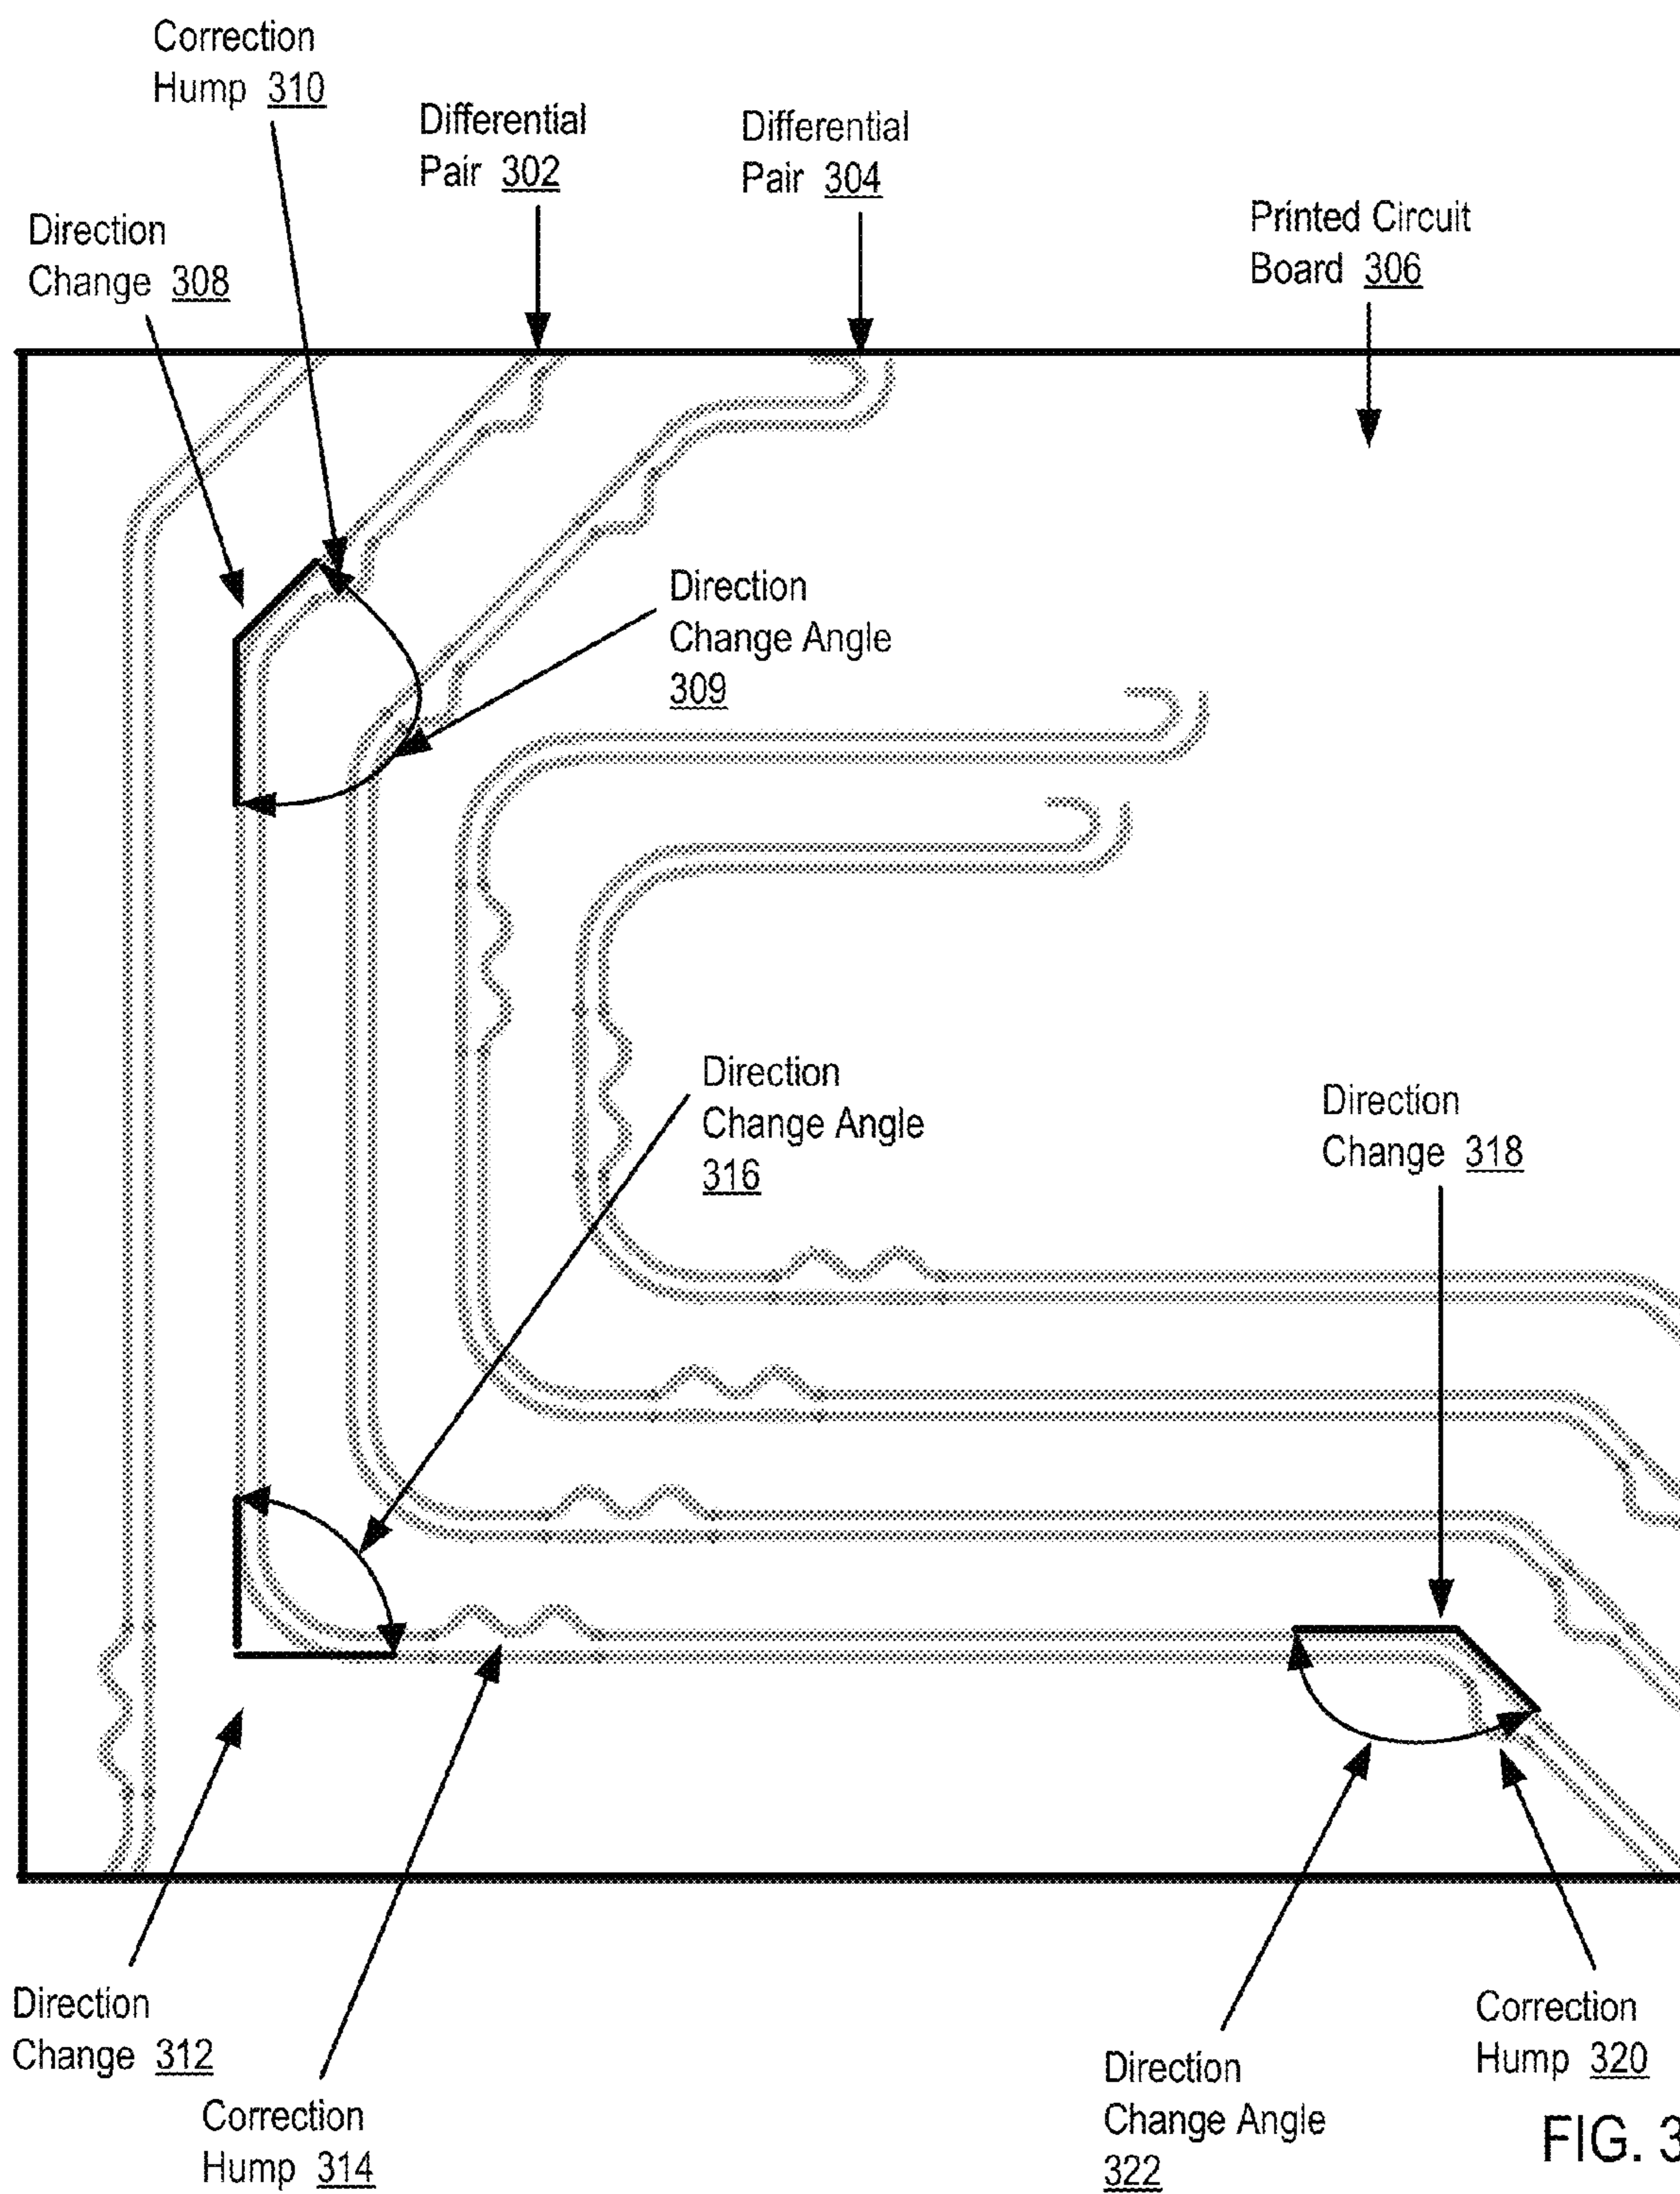 Correction
Hump 310
Differential
Pair 302
Differential
Pair 304
Printed Circuit
Board 306
Direction
Change 308
Direction
Change Angle
309
Direction
Change Angle
316
Direction
Change 318
Direction
Change 312
Correction
Hump 314
Direction
Change Angle
322
Correction
Hump 320
FIG. 3